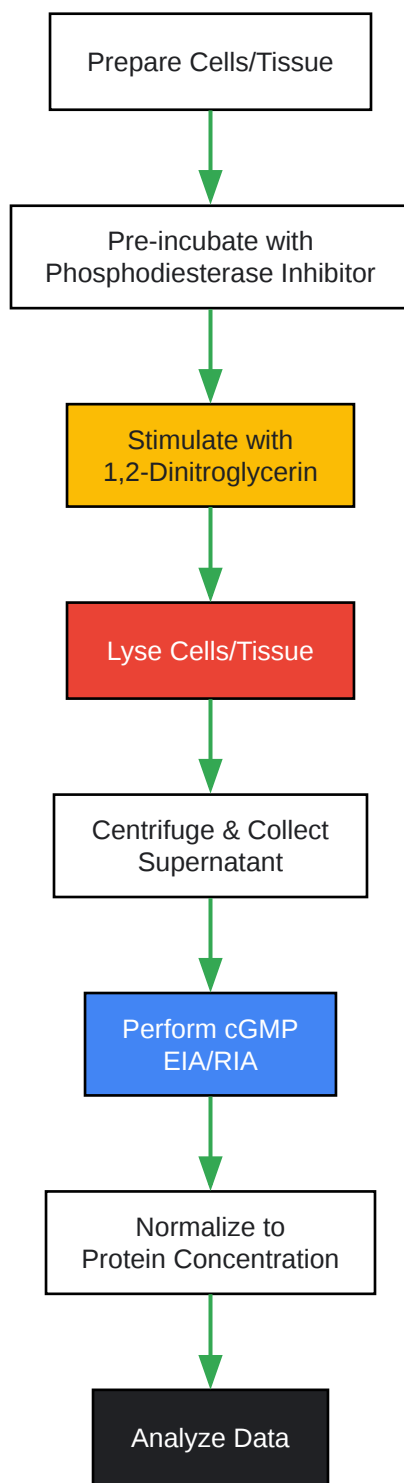 Prepare Cells/Tissue
Pre-incubate with
Phosphodiesterase Inhibitor
Stimulate with
1,2-Dinitroglycerin
Lyse Cells/Tissue
Centrifuge & Collect
Supernatant
Perform cGMP
EIA/RIA
Normalize to
Protein Concentration
Analyze Data